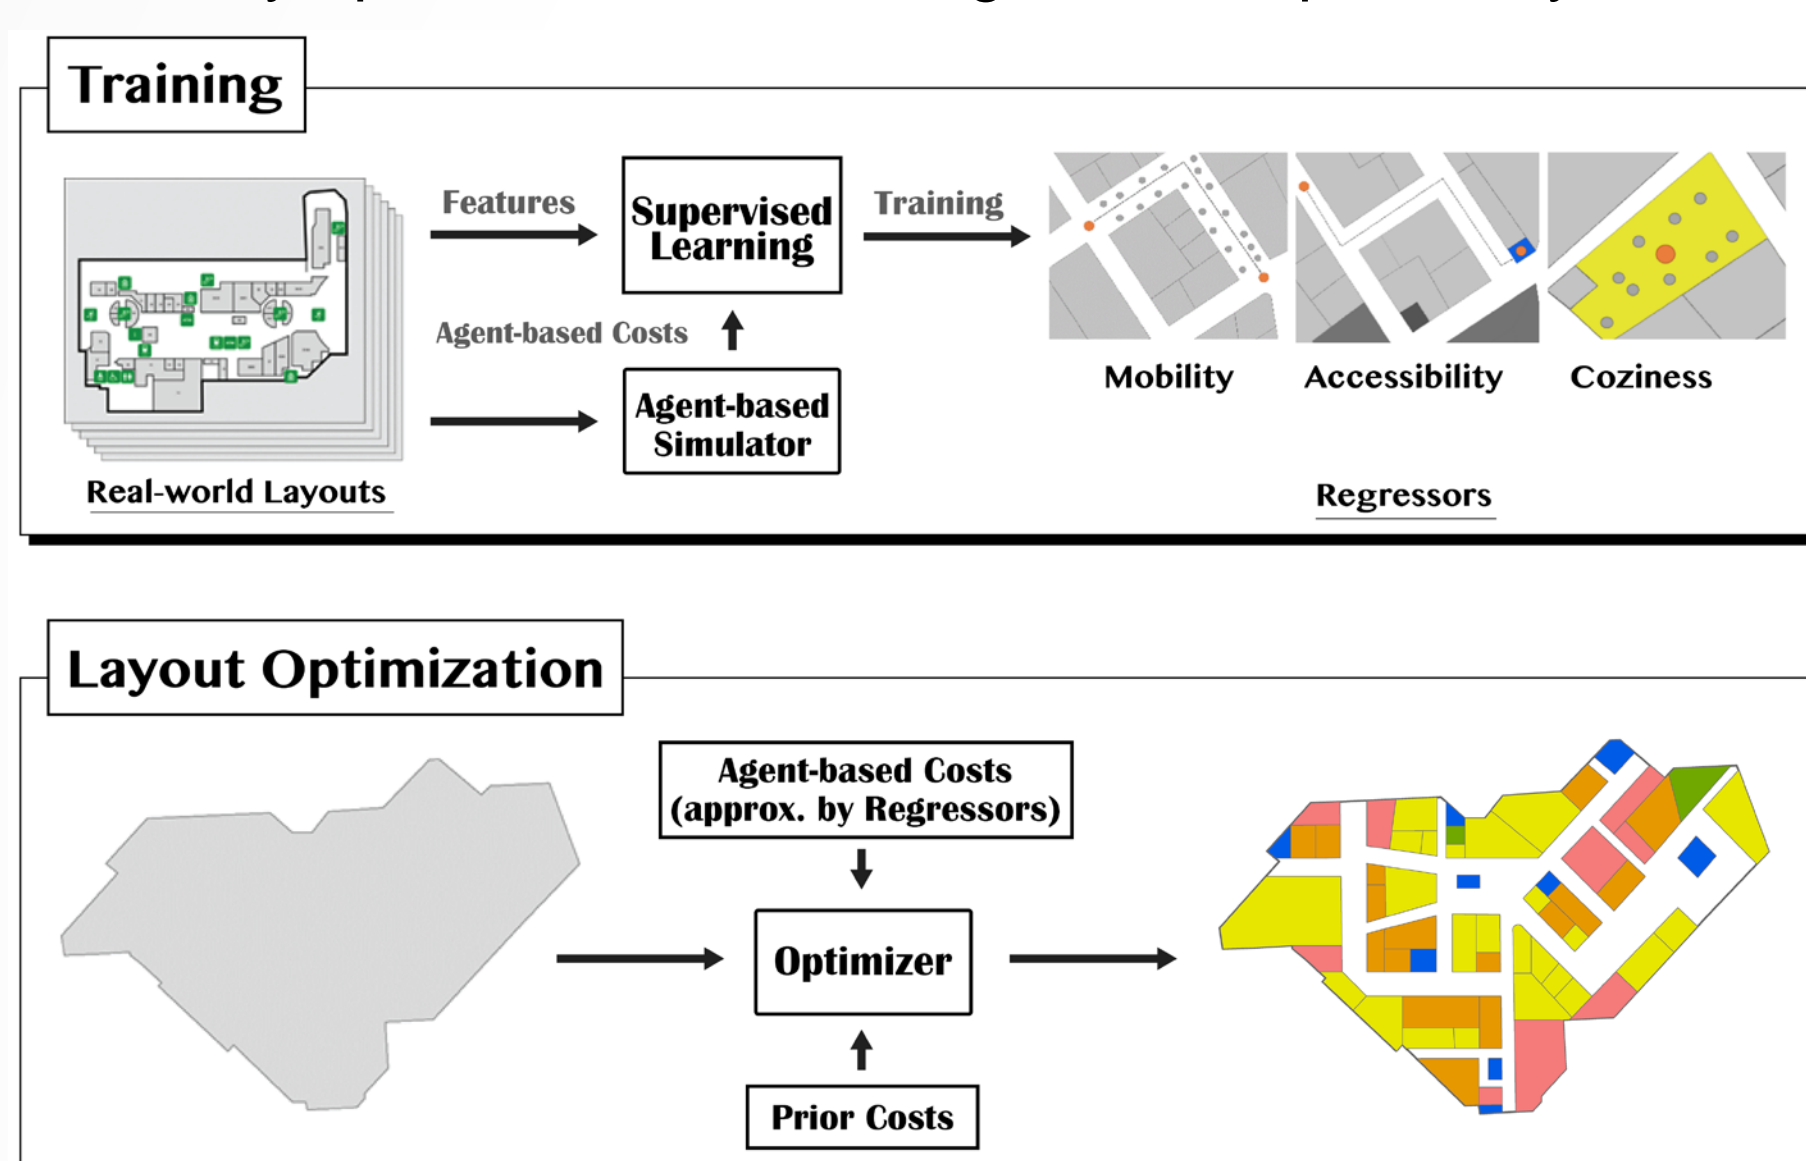 Training
Features
Supervised
Learning
Training
Agent-based Costs
Agent-based
Simulator
Real-world Layouts
Mobility
Accessibility
Coziness
Regressors
Layout Optimization
Agent-based Costs
(approx. by Regressors)
Optimizer
Prior Costs